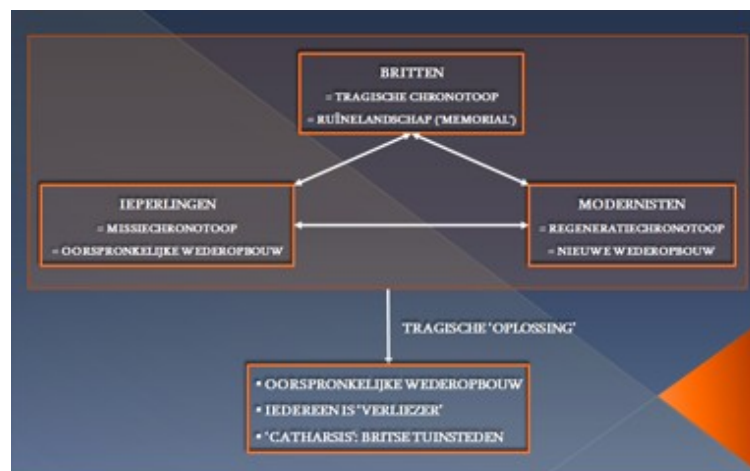 BRITTEN
= TRAGISCHE CHRONOTOOP
= RUÏNELANDSCHAP ('MEMORIAL')
IEPERLINGEN
= MISSIECHRONOTOOP
= OORSPRONKELIJKE WEDEROPBOUW
MODERNISTEN
= REGENERATIECHRONOTOOP
= NIEUWE WEDEROPBOUW
TRAGISCHE 'OPLOSSING'
▪ OORSPRONKELIJKE WEDEROPBOUW
▪ IEDEREEN IS 'VERLIEZER'
▪ 'CATHARSIS': BRITSE TUINSTEDEN